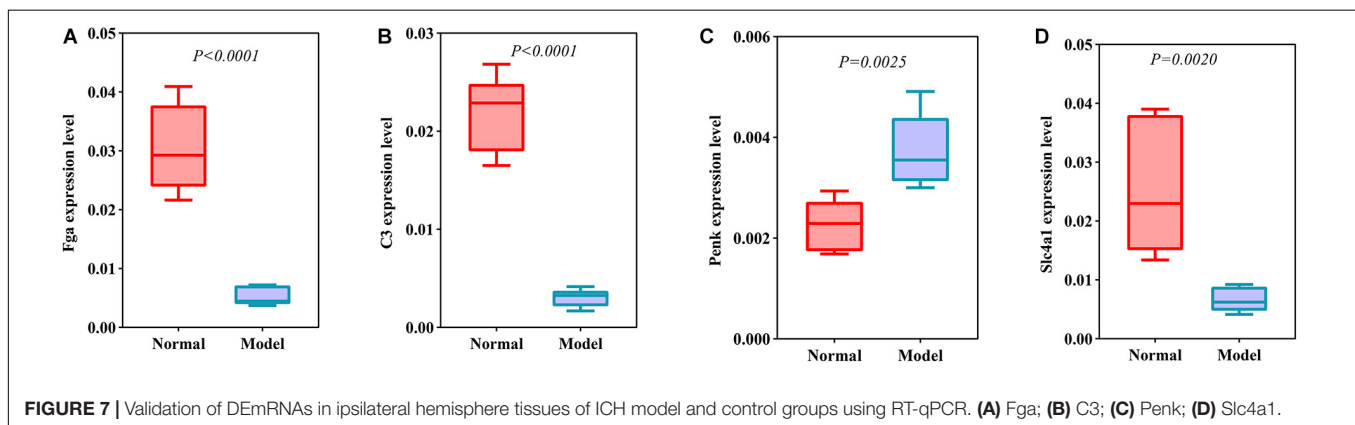 A
P<0.0001
Fga expression level
0.05
0.04
0.03
0.02
0.01
0.00
Normal Model
B
P<0.0001
C3 expression level
0.03
0.02
0.01
0.00
Normal Model
C
P=0.0025
Penk expression level
0.006
0.004
0.002
0.000
Normal Model
D
P=0.0020
Slc4a1 expression level
0.05
0.04
0.03
0.02
0.01
0.00
Normal Model
FIGURE 7 | Validation of DEmRNAs in ipsilateral hemisphere tissues of ICH model and control groups using RT-qPCR. (A) Fga; (B) C3; (C) Penk; (D) Slc4a1.